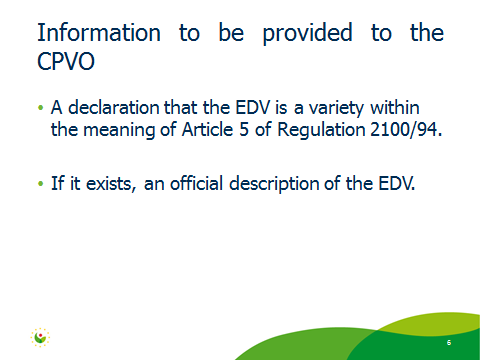 Information to be provided to the
CPVO
• A declaration that the EDV is a variety within
the meaning of Article 5 of Regulation 2100/94.
• If it exists, an official description of the EDV.
6